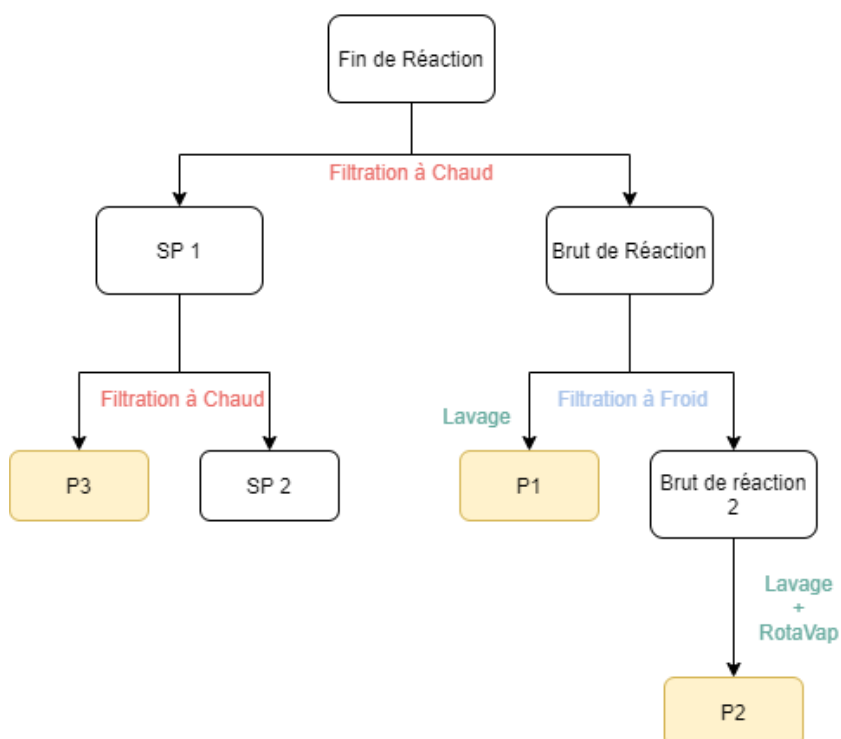 Fin de Réaction
Filtration à Chaud
SP 1
Brut de Réaction
Filtration à Chaud
Lavage
Filtration à Froid
P3
SP 2
P1
Brut de réaction
2
Lavage
+
RotaVap
P2